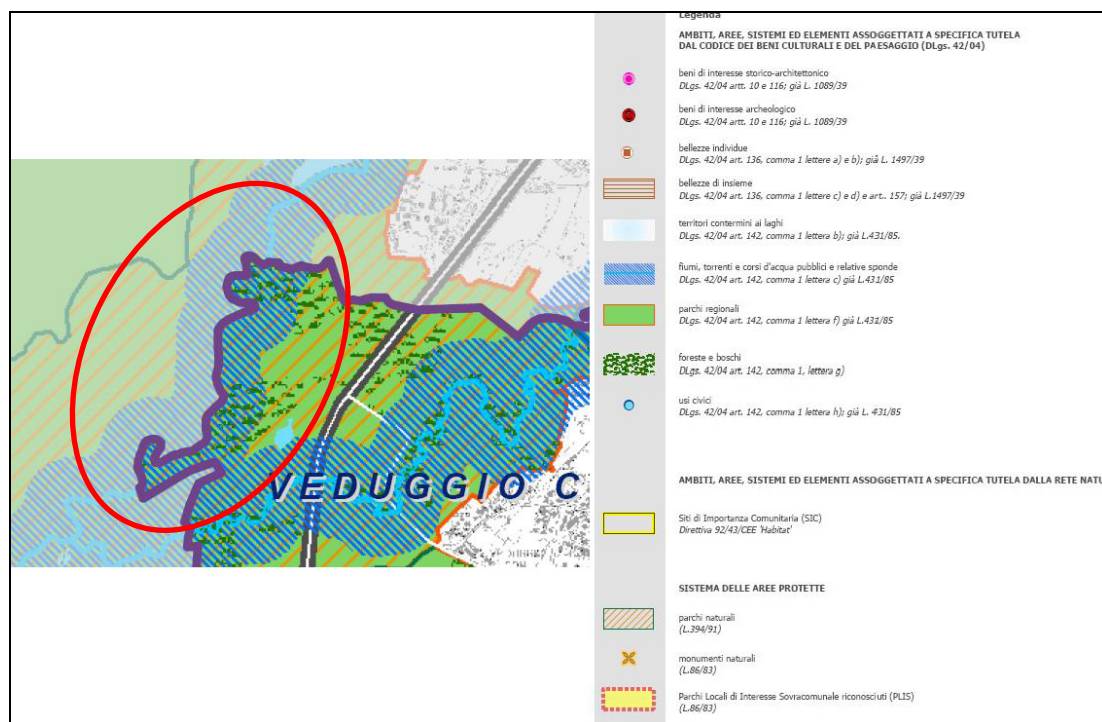 Legenda
AMBITI, AREE, SISTEMI ED ELEMENTI ASSOGGETTATI A SPECIFICA TUTELA
DAL CODICE DEI BENI CULTURALI E DEL PAESAGGIO (DLgs. 42/04)
beni di interesse storico-architettonico
DLgs. 42/04 artt. 10 e 116; già L. 1089/39
beni di interesse archeologico
DLgs. 42/04 artt. 10 e 116; già L. 1089/39
bellezze individue
DLgs. 42/04 art. 136, comma 1 lettere a) e b); già L. 1497/39
bellezze di insieme
DLgs. 42/04 art. 136, comma 1 lettere c) e d) e art.. 157; già L.1497/39
territori contermini ai laghi
DLgs. 42/04 art. 142, comma 1 lettera b); già L.431/85.
fiumi, torrenti e corsi d'acqua pubblici e relative sponde
DLgs. 42/04 art. 142, comma 1 lettera c) già L.431/85
parchi regionali
DLgs. 42/04 art. 142, comma 1 lettera f) già L.431/85
foreste e boschi
DLgs. 42/04 art. 142, comma 1, lettera g)
usi civici
DLgs. 42/04 art. 142, comma 1 lettera h); già L. 431/85
VEDUGGIO C
AMBITI, AREE, SISTEMI ED ELEMENTI ASSOGGETTATI A SPECIFICA TUTELA DALLA RETE NATU
Siti di Importanza Comunitaria (SIC)
Direttiva 92/43/CEE 'Habitat'
SISTEMA DELLE AREE PROTETTE
parchi naturali
(L.394/91)
monumenti naturali
(L.86/83)
Parchi Locali di Interesse Sovracomunale riconosciuti (PLIS)
(L.86/83)